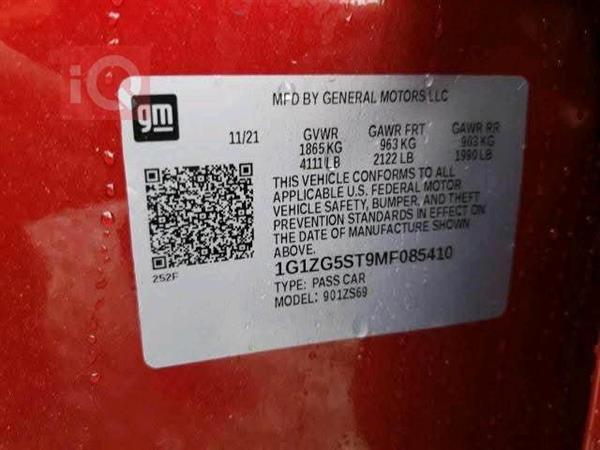 iQ
gm
MFD BY GENERAL MOTORS LLC
11/21 GVWR GAWR FRT GAWR RR
1865 KG 963 KG 903 KG
4111 LB 2122 LB 1990 LB
THIS VEHICLE CONFORMS TO ALL
APPLICABLE U.S. FEDERAL MOTOR
VEHICLE SAFETY, BUMPER, AND THEFT
PREVENTION STANDARDS IN EFFECT ON
THE DATE OF MANUFACTURE SHOWN
ABOVE.
1G1ZG5ST9MF085410
TYPE: PASS CAR
MODEL: 901ZS69
252F